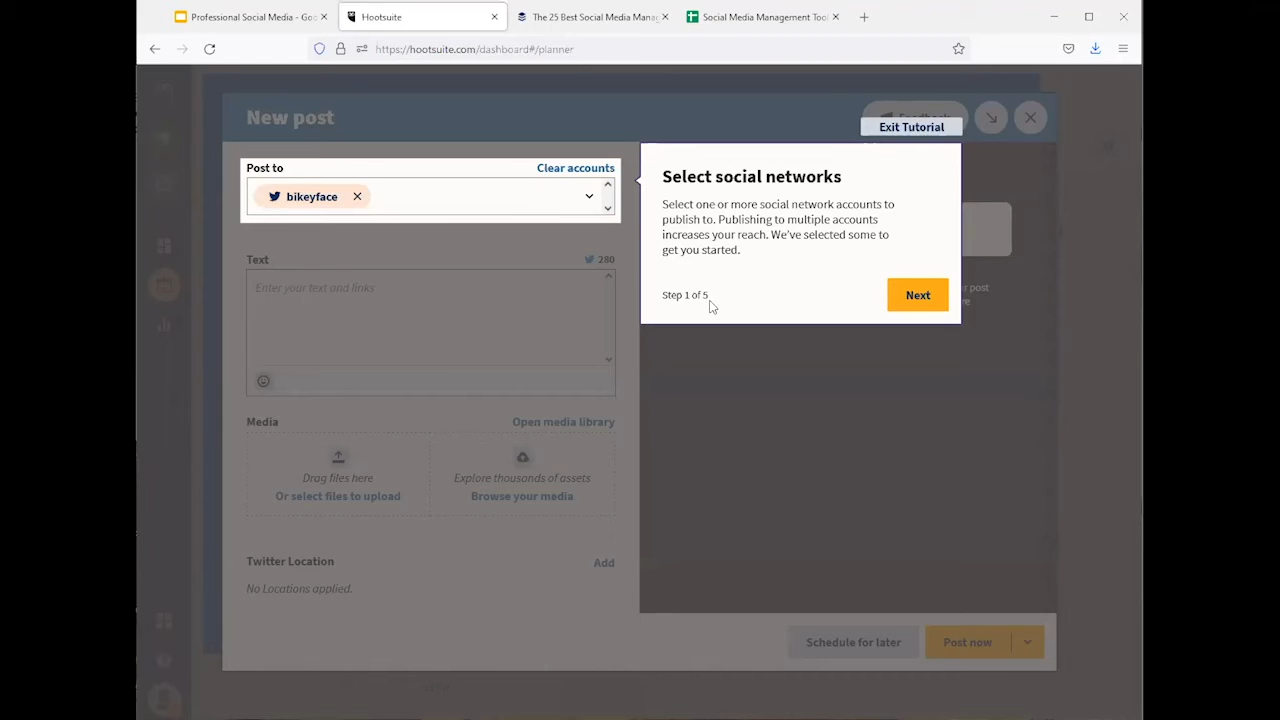 Professional Social Media - Goo
Hootsuite
The 25 Best Social Media Manag
Social Media Management Tool
https://hootsuite.com/dashboard#/planner
New post
Feedback
Exit Tutorial
Post to
Clear accounts
bikeyface
Select social networks
Select one or more social network accounts to
publish to. Publishing to multiple accounts
increases your reach. We've selected some to
get you started.
Step 1 of 5
Next
Text
280
Enter your text and links
Media
Open media library
Drag files here
Or select files to upload
Explore thousands of assets
Browse your media
Twitter Location
Add
No Locations applied.
Schedule for later
Post now